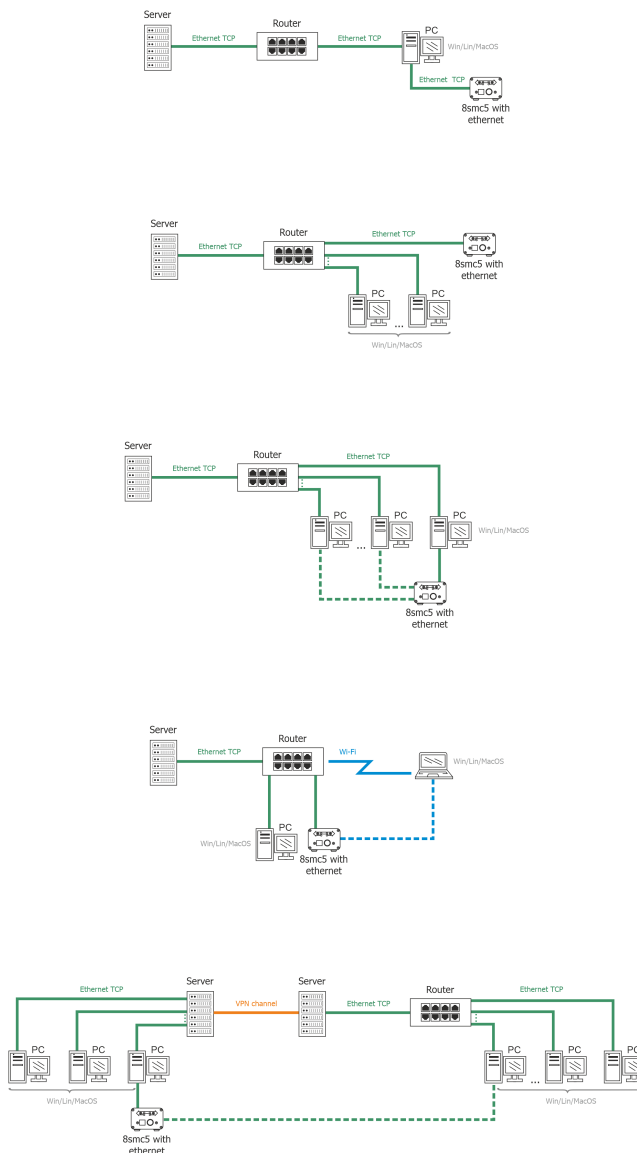 Server
Router
PC
Ethernet TCP
Ethernet TCP
Win/Lin/MacOS
Ethernet TCP
8smc5 with
ethernet
Server
Router
Ethernet TCP
Ethernet TCP
8smc5 with
ethernet
PC
PC
...
Win/Lin/MacOS
Server
Router
Ethernet TCP
Ethernet TCP
PC
PC
PC
Win/Lin/MacOS
...
8smc5 with
ethernet
Server
Router
Ethernet TCP
Wi-Fi
Win/Lin/MacOS
PC
Win/Lin/MacOS
8smc5 with
ethernet
Server
Server
Router
Ethernet TCP
VPN channel
Ethernet TCP
Ethernet TCP
PC
PC
PC
PC
PC
PC
...
Win/Lin/MacOS
Win/Lin/MacOS
8smc5 with
ethernet